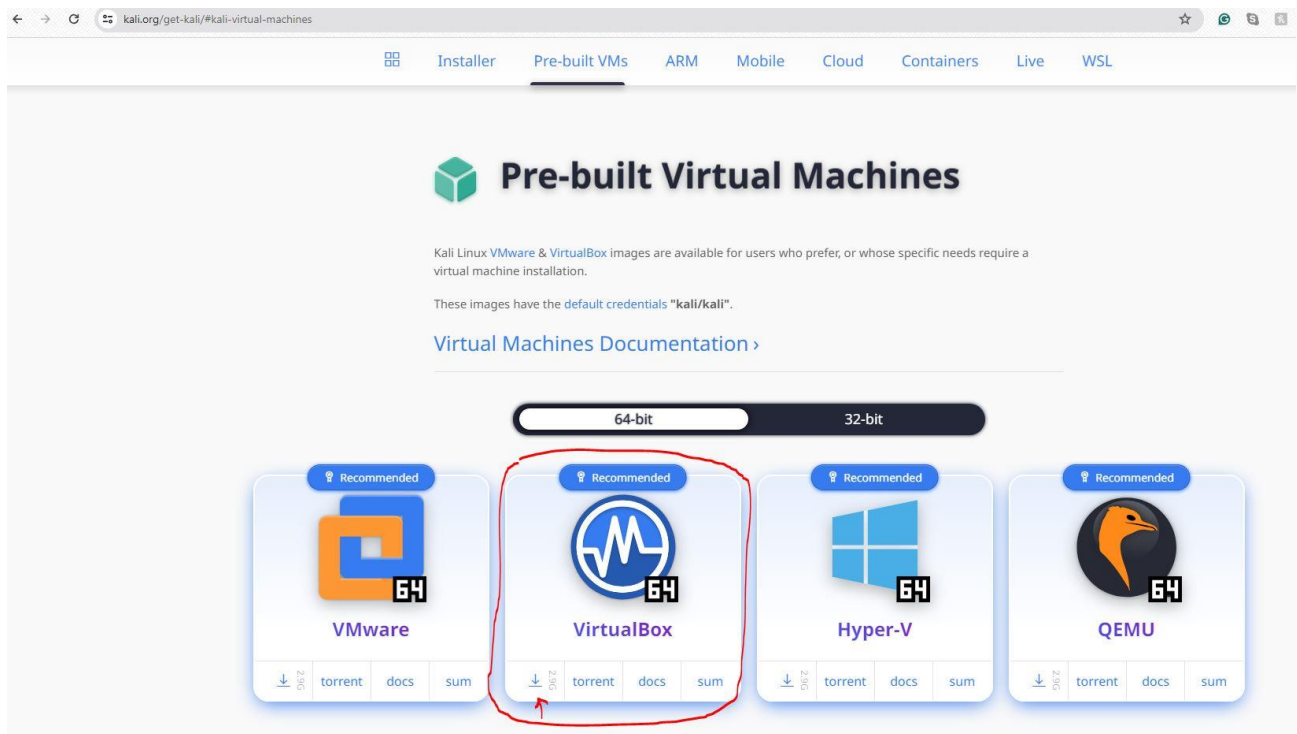 kali.org/get-kali/#kali-virtual-machines
Installer Pre-built VMs ARM Mobile Cloud Containers Live WSL
Pre-built Virtual Machines
Kali Linux VMware & VirtualBox images are available for users who prefer, or whose specific needs require a
virtual machine installation.
These images have the default credentials "kali/kali".
Virtual Machines Documentation ›
64-bit 32-bit
Recommended Recommended Recommended Recommended
64 64 64 64
VMware VirtualBox Hyper-V QEMU
2.9G torrent docs sum 2.9G torrent docs sum 2.9G torrent docs sum 2.9G torrent docs sum